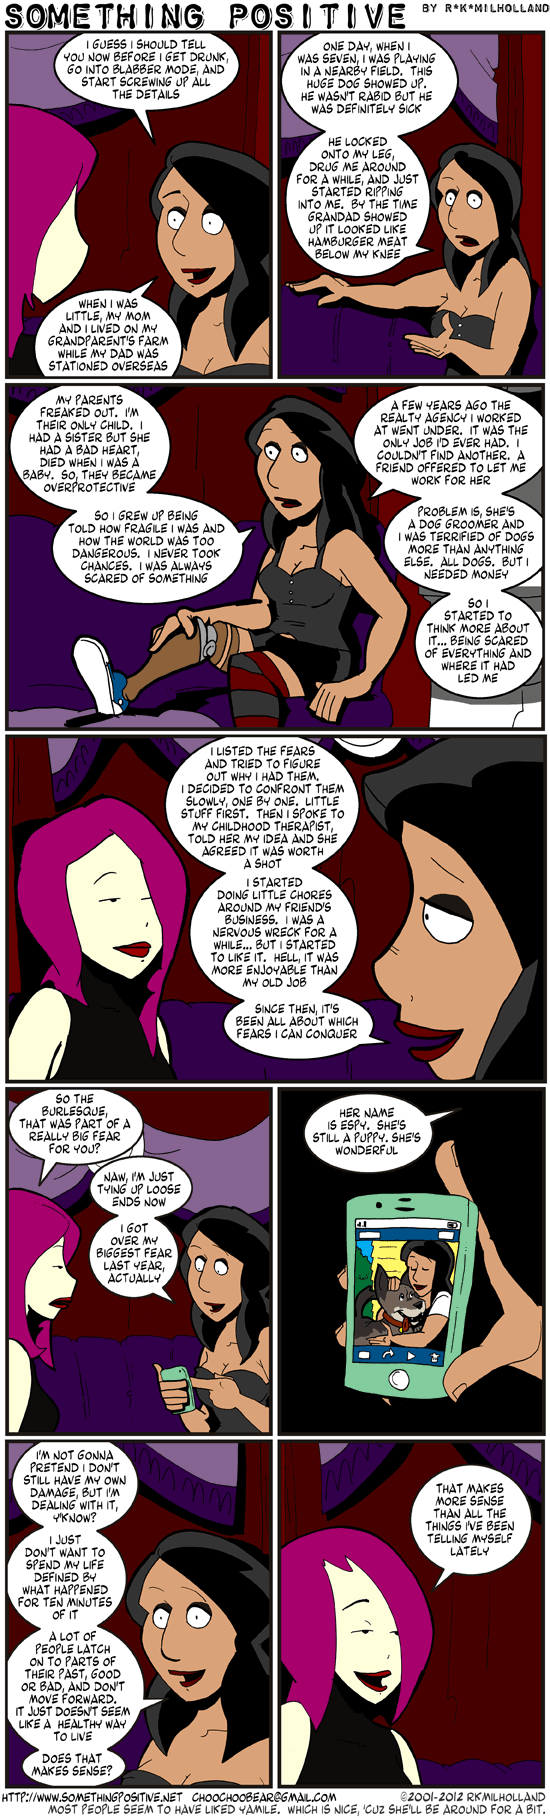 SOMETHING POSITIVE BY R*K*MILHOLLAND
I GUESS I SHOULD TELL
YOU NOW BEFORE I GET DRUNK,
GO INTO BLABBER MODE, AND
START SCREWING UP ALL
THE DETAILS
WHEN I WAS
LITTLE, MY MOM
AND I LIVED ON MY
GRANDPARENT'S FARM
WHILE MY DAD WAS
STATIONED OVERSEAS
ONE DAY, WHEN I
WAS SEVEN, I WAS PLAYING
IN A NEARBY FIELD. THIS
HUGE DOG SHOWED UP.
HE WASN'T RABID BUT HE
WAS DEFINITELY SICK
HE LOCKED
ONTO MY LEG,
DRUG ME AROUND
FOR A WHILE, AND JUST
STARTED RIPPING
INTO ME. BY THE TIME
GRANDAD SHOWED
UP IT LOOKED LIKE
HAMBURGER MEAT
BELOW MY KNEE
MY PARENTS
FREAKED OUT. I'M
THEIR ONLY CHILD. I
HAD A SISTER BUT SHE
HAD A BAD HEART,
DIED WHEN I WAS A
BABY. SO, THEY BECAME
OVERPROTECTIVE
SO I GREW UP BEING
TOLD HOW FRAGILE I WAS AND
HOW THE WORLD WAS TOO
DANGEROUS. I NEVER TOOK
CHANCES. I WAS ALWAYS
SCARED OF SOMETHING
A FEW YEARS AGO THE
REALTY AGENCY I WORKED
AT WENT UNDER. IT WAS THE
ONLY JOB I'D EVER HAD. I
COULDN'T FIND ANOTHER. A
FRIEND OFFERED TO LET ME
WORK FOR HER
PROBLEM IS, SHE'S
A DOG GROOMER AND
I WAS TERRIFIED OF DOGS
MORE THAN ANYTHING
ELSE. ALL DOGS. BUT I
NEEDED MONEY
SO I
STARTED TO
THINK MORE ABOUT
IT... BEING SCARED
OF EVERYTHING AND
WHERE IT HAD
LED ME
I LISTED THE FEARS
AND TRIED TO FIGURE
OUT WHY I HAD THEM.
I DECIDED TO CONFRONT THEM
SLOWLY, ONE BY ONE. LITTLE
STUFF FIRST. THEN I SPOKE TO
MY CHILDHOOD THERAPIST,
TOLD HER MY IDEA AND SHE
AGREED IT WAS WORTH
A SHOT
I STARTED
DOING LITTLE CHORES
AROUND MY FRIEND'S
BUSINESS. I WAS A
NERVOUS WRECK FOR A
WHILE... BUT I STARTED
TO LIKE IT. HELL, IT WAS
MORE ENJOYABLE THAN
MY OLD JOB
SINCE THEN, IT'S
BEEN ALL ABOUT WHICH
FEARS I CAN CONQUER
SO THE
BURLESQUE,
THAT WAS PART OF A
REALLY BIG FEAR
FOR YOU?
NAW, I'M JUST
TYING UP LOOSE
ENDS NOW
I GOT
OVER MY
BIGGEST FEAR
LAST YEAR,
ACTUALLY
HER NAME
IS ESPY. SHE'S
STILL A PUPPY. SHE'S
WONDERFUL
I'M NOT GONNA
PRETEND I DON'T
STILL HAVE MY OWN
DAMAGE, BUT I'M
DEALING WITH IT,
Y'KNOW?
I JUST
DON'T WANT TO
SPEND MY LIFE
DEFINED BY
WHAT HAPPENED
FOR TEN MINUTES
OF IT
A LOT OF
PEOPLE LATCH
ON TO PARTS OF
THEIR PAST, GOOD
OR BAD, AND DON'T
MOVE FORWARD.
IT JUST DOESN'T SEEM
LIKE A HEALTHY WAY
TO LIVE
DOES THAT
MAKES SENSE?
THAT MAKES
MORE SENSE
THAN ALL THE
THINGS I'VE BEEN
TELLING MYSELF
LATELY
HTTP://WWW.SOMETHINGPOSITIVE.NET CHOOCHOOBEAR@GMAIL.COM ©2001-2012 RKMILHOLLAND
MOST PEOPLE SEEM TO HAVE LIKED YAMILE. WHICH IS NICE, 'CUZ SHE'LL BE AROUND FOR A BIT